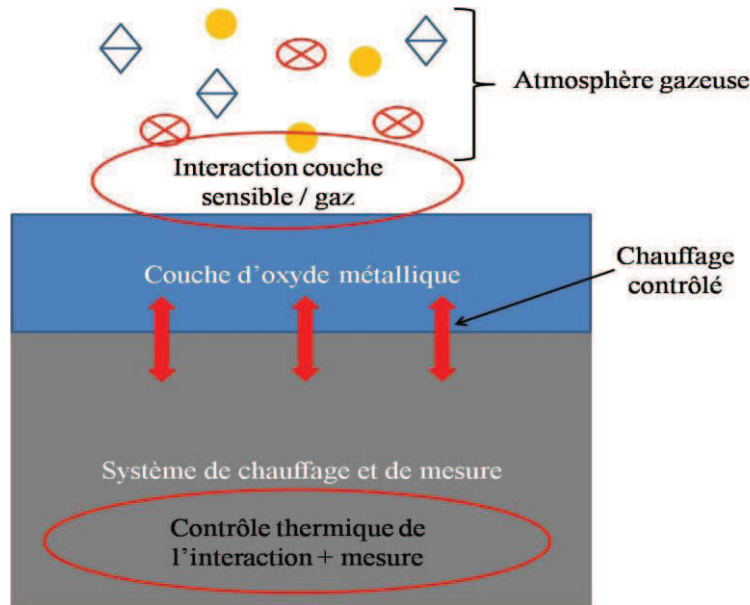 Atmosphère gazeuse
Interaction couche
sensible / gaz
Couche d'oxyde métallique
Chauffage
contrôlé
Système de chauffage et de mesure
Contrôle thermique de
l'interaction + mesure